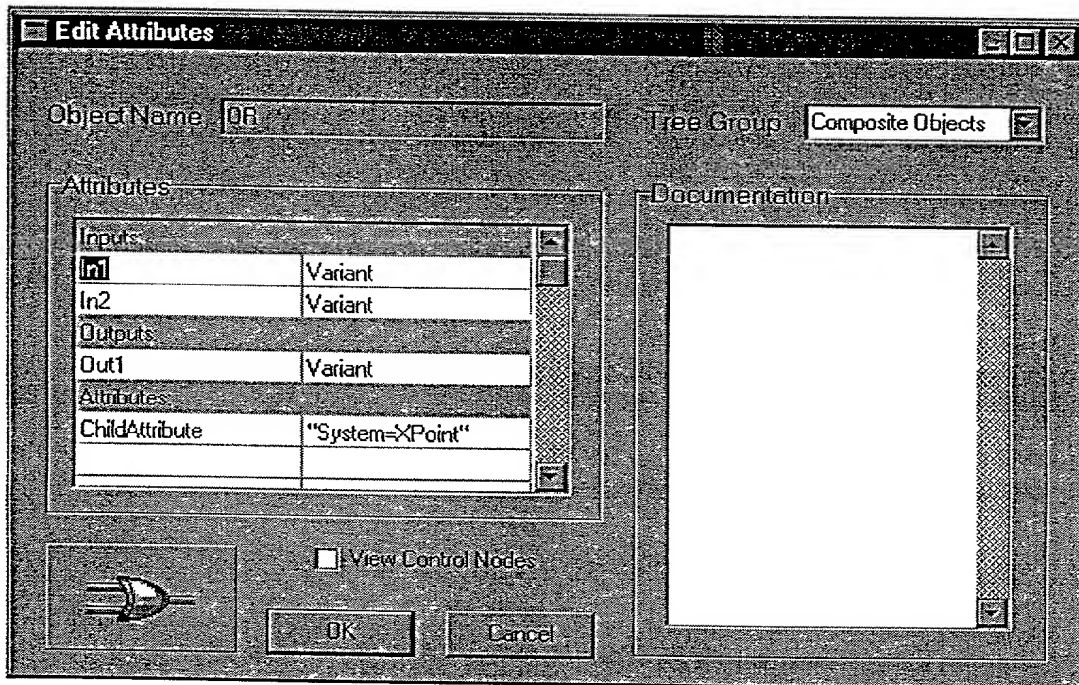 Edit Attributes
Object Name OR
Tree Group Composite Objects
Attributes
Inputs:
In1 Variant
In2 Variant
Outputs:
Out1 Variant
Attributes:
ChildAttribute "System=XPoint"
Documentation
View Control Nodes
OK
Cancel